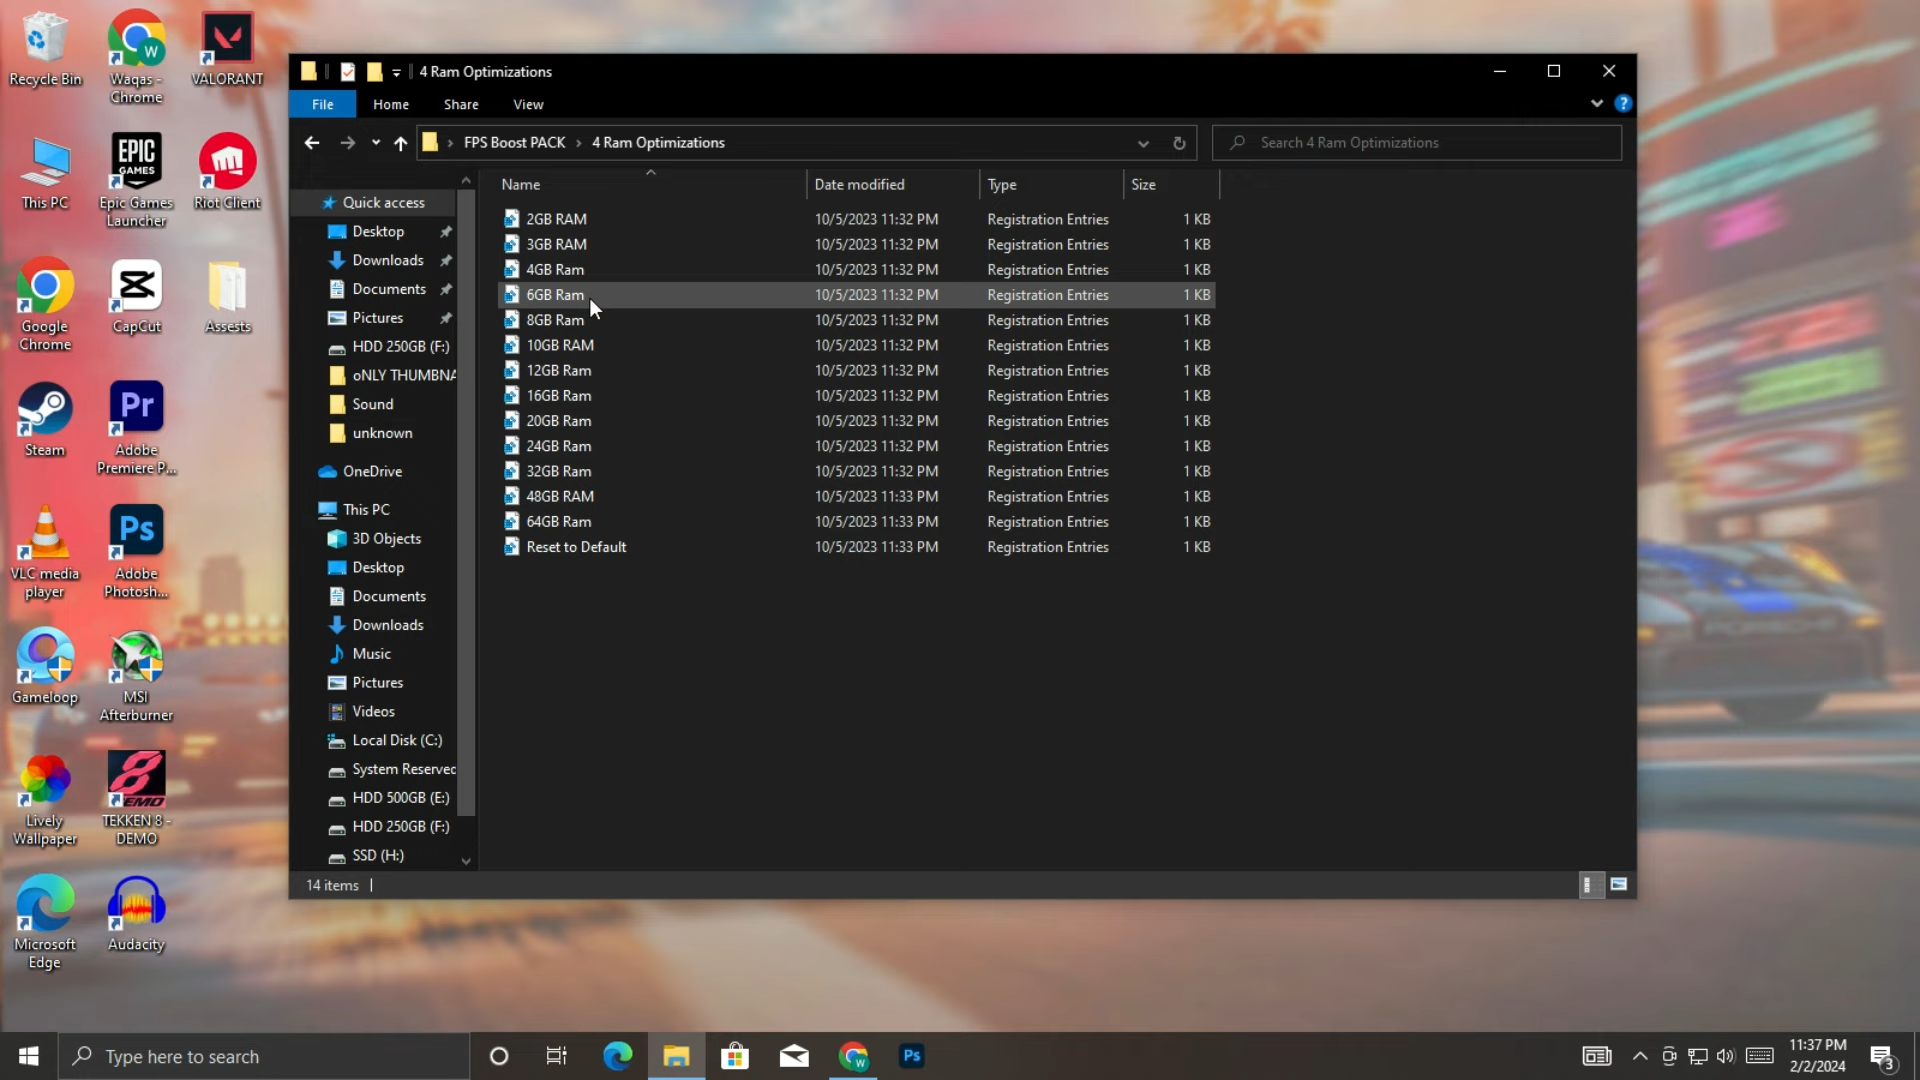 Recycle Bin
Waqas -
Chrome
VALORANT
This PC
EPIC
GAMES
Epic Games
Launcher
Riot Client
Google
Chrome
CapCut
Assests
Steam
Pr
Adobe
Premiere P...
VLC media
player
Ps
Adobe
Photosh...
Gameloop
MSI
Afterburner
Lively
Wallpaper
TEKKEN 8 -
DEMO
Microsoft
Edge
Audacity
4 Ram Optimizations
File Home Share View
FPS Boost PACK > 4 Ram Optimizations
Search 4 Ram Optimizations
Quick access
Desktop
Downloads
Documents
Pictures
HDD 250GB (F:)
oNLY THUMBNA
Sound
unknown
OneDrive
This PC
3D Objects
Desktop
Documents
Downloads
Music
Pictures
Videos
Local Disk (C:)
System Reserved
HDD 500GB (E:)
HDD 250GB (F:)
SSD (H:)
Name Date modified Type Size
2GB RAM 10/5/2023 11:32 PM Registration Entries 1 KB
3GB RAM 10/5/2023 11:32 PM Registration Entries 1 KB
4GB Ram 10/5/2023 11:32 PM Registration Entries 1 KB
6GB Ram 10/5/2023 11:32 PM Registration Entries 1 KB
8GB Ram 10/5/2023 11:32 PM Registration Entries 1 KB
10GB RAM 10/5/2023 11:32 PM Registration Entries 1 KB
12GB Ram 10/5/2023 11:32 PM Registration Entries 1 KB
16GB Ram 10/5/2023 11:32 PM Registration Entries 1 KB
20GB Ram 10/5/2023 11:32 PM Registration Entries 1 KB
24GB Ram 10/5/2023 11:32 PM Registration Entries 1 KB
32GB Ram 10/5/2023 11:32 PM Registration Entries 1 KB
48GB RAM 10/5/2023 11:33 PM Registration Entries 1 KB
64GB Ram 10/5/2023 11:33 PM Registration Entries 1 KB
Reset to Default 10/5/2023 11:33 PM Registration Entries 1 KB
14 items
PORSCHE
Type here to search
Ps
11:37 PM
2/2/2024
3